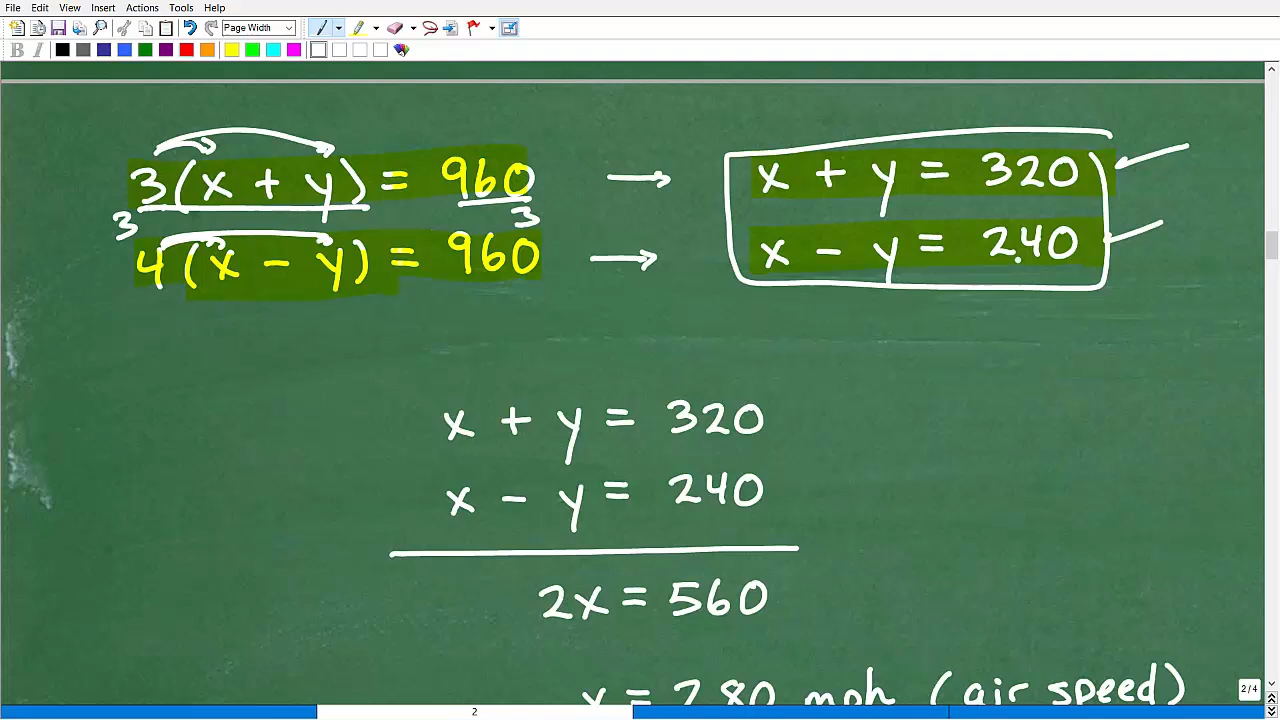 File Edit View Insert Actions Tools Help
Page Width
B I
3(x + y) = 960 → x + y = 320
3 3
4(x - y) = 960 → x - y = 240
x + y = 320
x - y = 240
2x = 560
x = 280 mph (air speed)
2/4
2